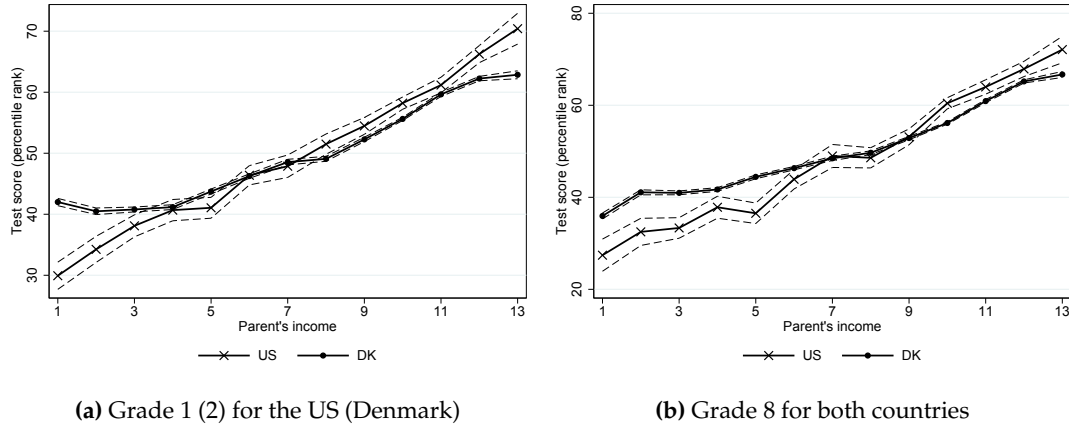 Test score (percentile rank)
70
60
50
40
30
1 3 5 7 9 11 13
Parent's income
US DK
(a) Grade 1 (2) for the US (Denmark)
Test score (percentile rank)
80
60
40
20
1 3 5 7 9 11 13
Parent's income
US DK
(b) Grade 8 for both countries